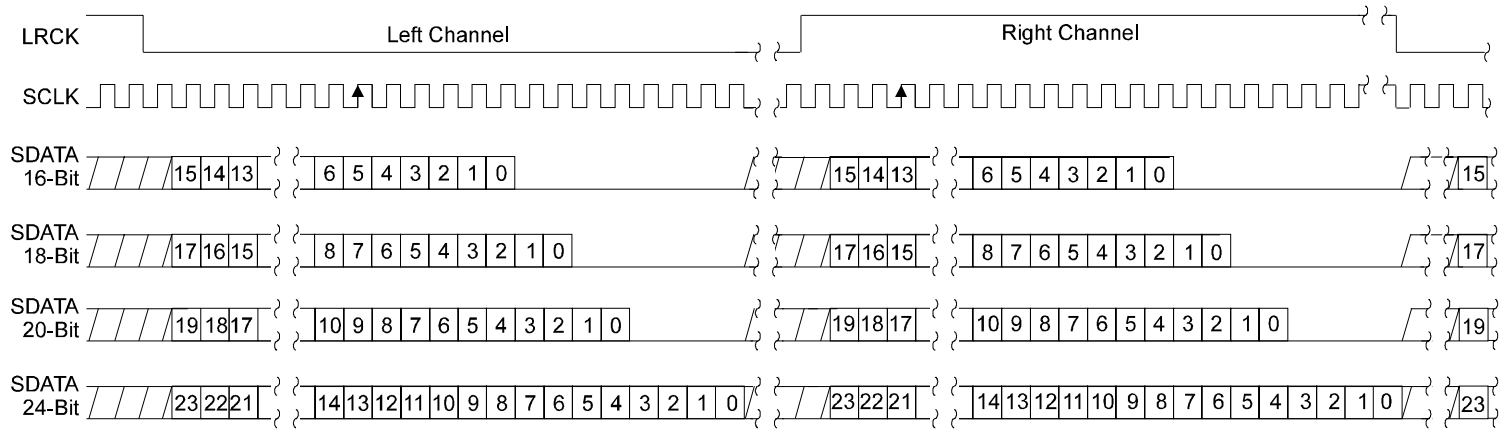 LRCK Left Channel Right Channel
SCLK
SDATA 16-Bit 15 14 13 6 5 4 3 2 1 0 15 14 13 6 5 4 3 2 1 0 15
SDATA 18-Bit 17 16 15 8 7 6 5 4 3 2 1 0 17 16 15 8 7 6 5 4 3 2 1 0 17
SDATA 20-Bit 19 18 17 10 9 8 7 6 5 4 3 2 1 0 19 18 17 10 9 8 7 6 5 4 3 2 1 0 19
SDATA 24-Bit 23 22 21 14 13 12 11 10 9 8 7 6 5 4 3 2 1 0 23 22 21 14 13 12 11 10 9 8 7 6 5 4 3 2 1 0 23